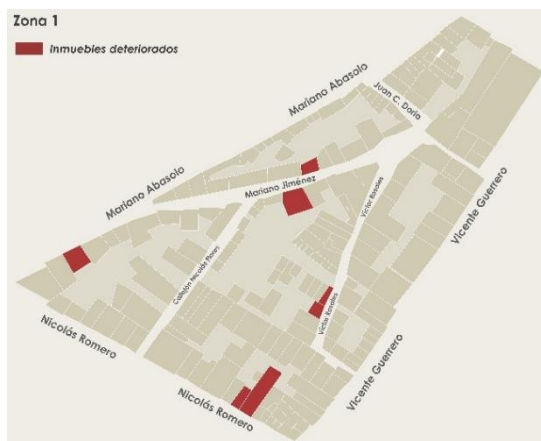 Zona 1
Inmuebles deteriorados
Mariano Abasolo
Juan C. Doria
Mariano Abasolo
Mariano Jiménez
Víctor Rosales
Vicente Guerrero
Callejón Nicolás Flores
Nicolás Romero
Víctor Rosales
Vicente Guerrero
Nicolás Romero